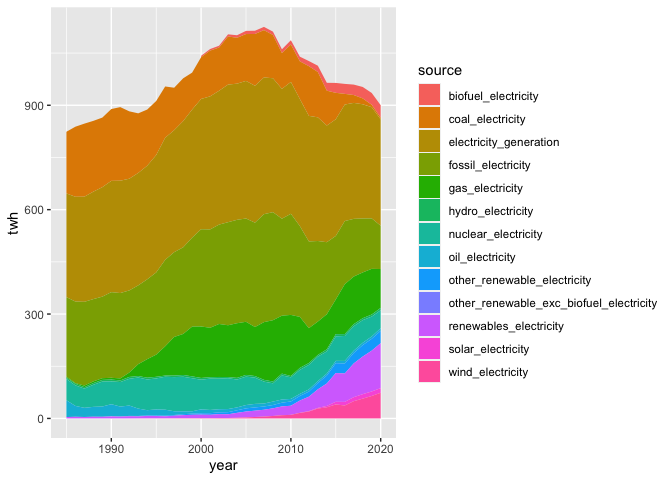 900
600
300
0
twh
1990
2000
2010
2020
year
source
biofuel_electricity
coal_electricity
electricity_generation
fossil_electricity
gas_electricity
hydro_electricity
nuclear_electricity
oil_electricity
other_renewable_electricity
other_renewable_exc_biofuel_electricity
renewables_electricity
solar_electricity
wind_electricity